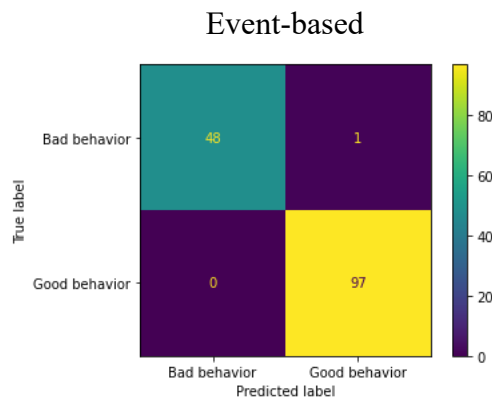 Event-based
Bad behavior
48
1
Good behavior
0
97
True label
Bad behavior
Good behavior
Predicted label
80
60
40
20
0